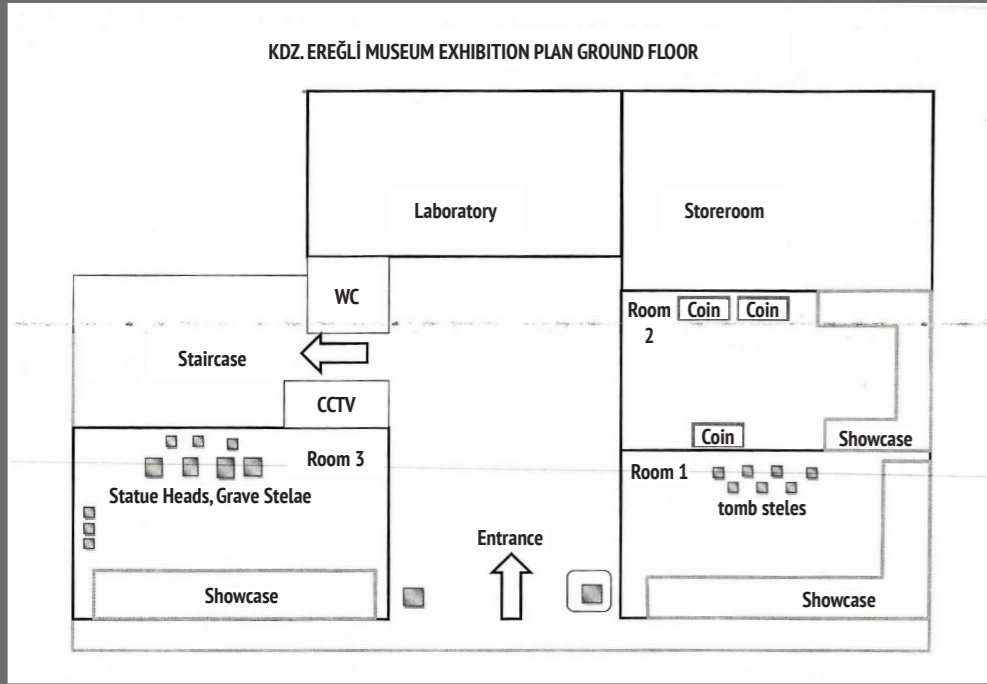 KDZ. EREĞLİ MUSEUM EXHIBITION PLAN GROUND FLOOR
Laboratory
Storeroom
WC
Room
2
Coin
Coin
Staircase
CCTV
Coin
Showcase
Room 3
Statue Heads, Grave Stelae
Room 1
tomb steles
Entrance
Showcase
Showcase